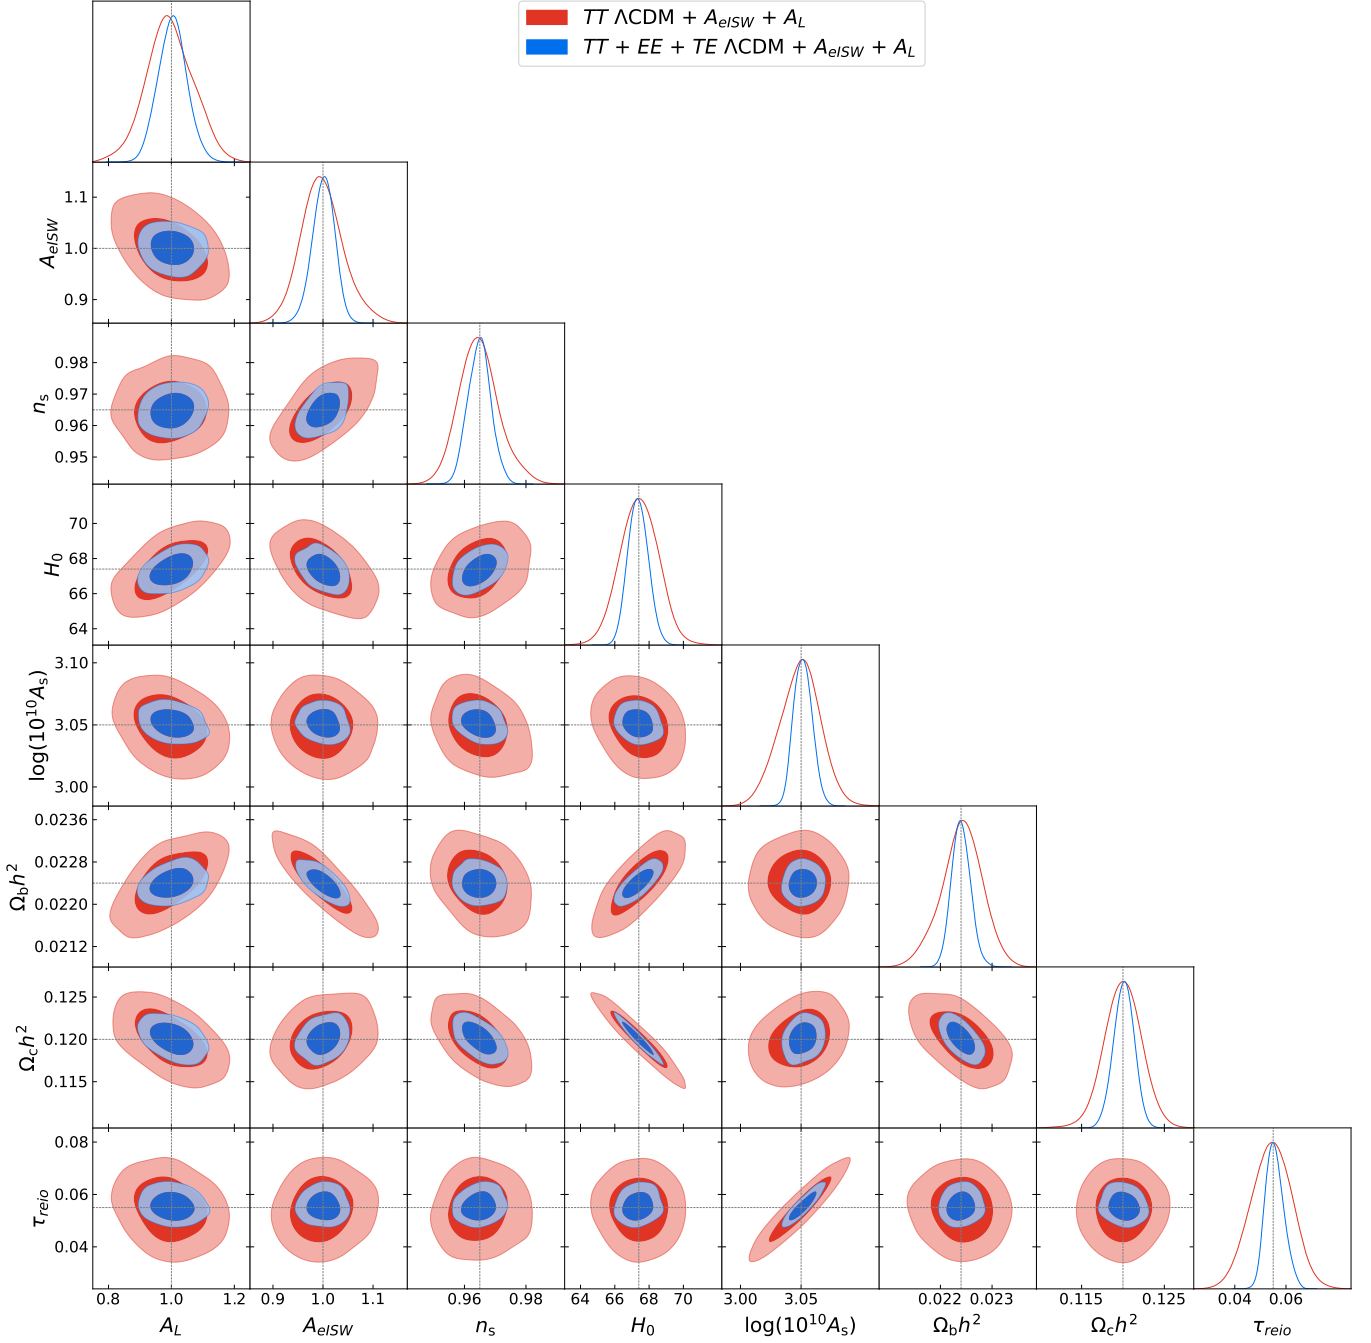 TT ΛCDM + A_eISW + A_L
TT + EE + TE ΛCDM + A_eISW + A_L
A_eISW
1.1
1.0
0.9
n_s
0.98
0.97
0.96
0.95
H_0
70
68
66
64
log(10^10 A_s)
3.10
3.05
3.00
Ω_b h^2
0.0236
0.0228
0.0220
0.0212
Ω_c h^2
0.125
0.120
0.115
τ_reio
0.08
0.06
0.04
0.8 1.0 1.2 0.9 1.0 1.1 0.96 0.98 64 67 70 3.00 3.05 0.022 0.023 0.115 0.125 0.04 0.06
A_L A_eISW n_s H_0 log(10^10 A_s) Ω_b h^2 Ω_c h^2 τ_reio